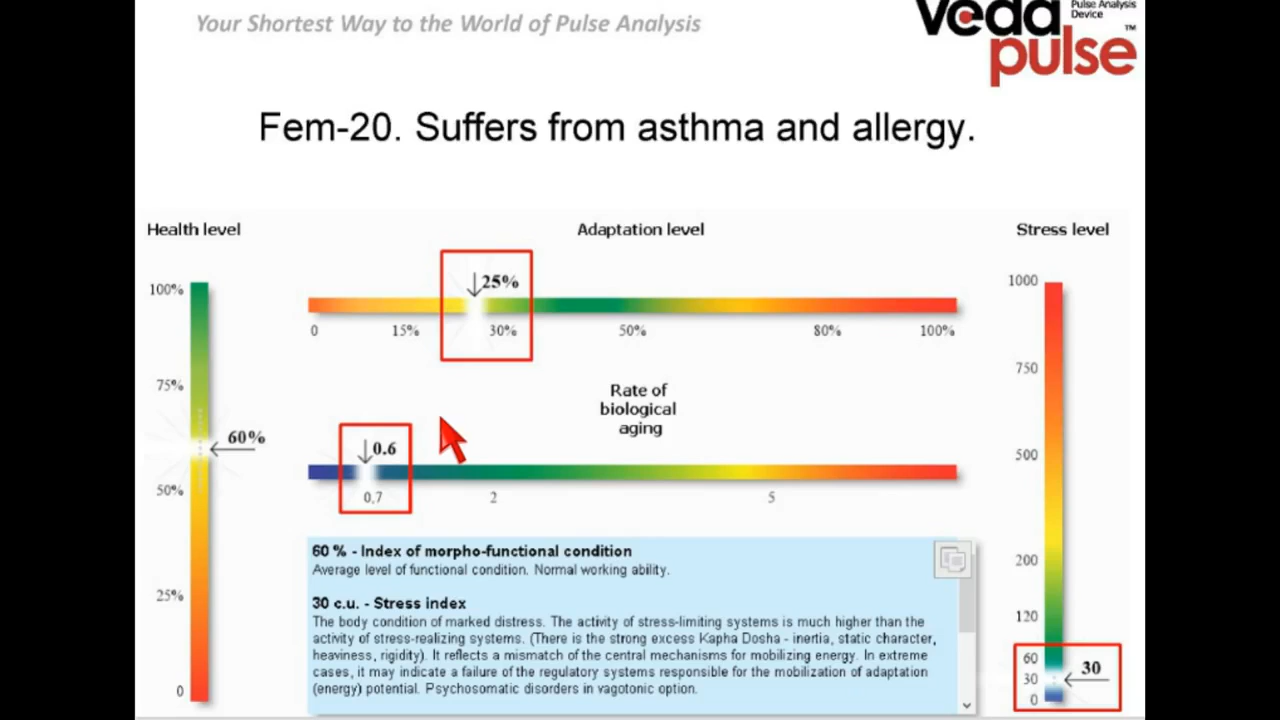 Your Shortest Way to the World of Pulse Analysis
Veda
Pulse Analysis
Device
pulse™
Fem-20. Suffers from asthma and allergy.
Health level
Adaptation level
Stress level
100%
75%
60%
50%
25%
0
25%
0 15% 30% 50% 80% 100%
Rate of
biological
aging
0.6
0.7 2 5
1000
750
500
200
120
60
30
30
0
60 % - Index of morpho-functional condition
Average level of functional condition. Normal working ability.
30 c.u. - Stress index
The body condition of marked distress. The activity of stress-limiting systems is much higher than the
activity of stress-realizing systems. (There is the strong excess Kapha Dosha - inertia, static character,
heaviness, rigidity). It reflects a mismatch of the central mechanisms for mobilizing energy. In extreme
cases, it may indicate a failure of the regulatory systems responsible for the mobilization of adaptation
(energy) potential. Psychosomatic disorders in vagotonic option.